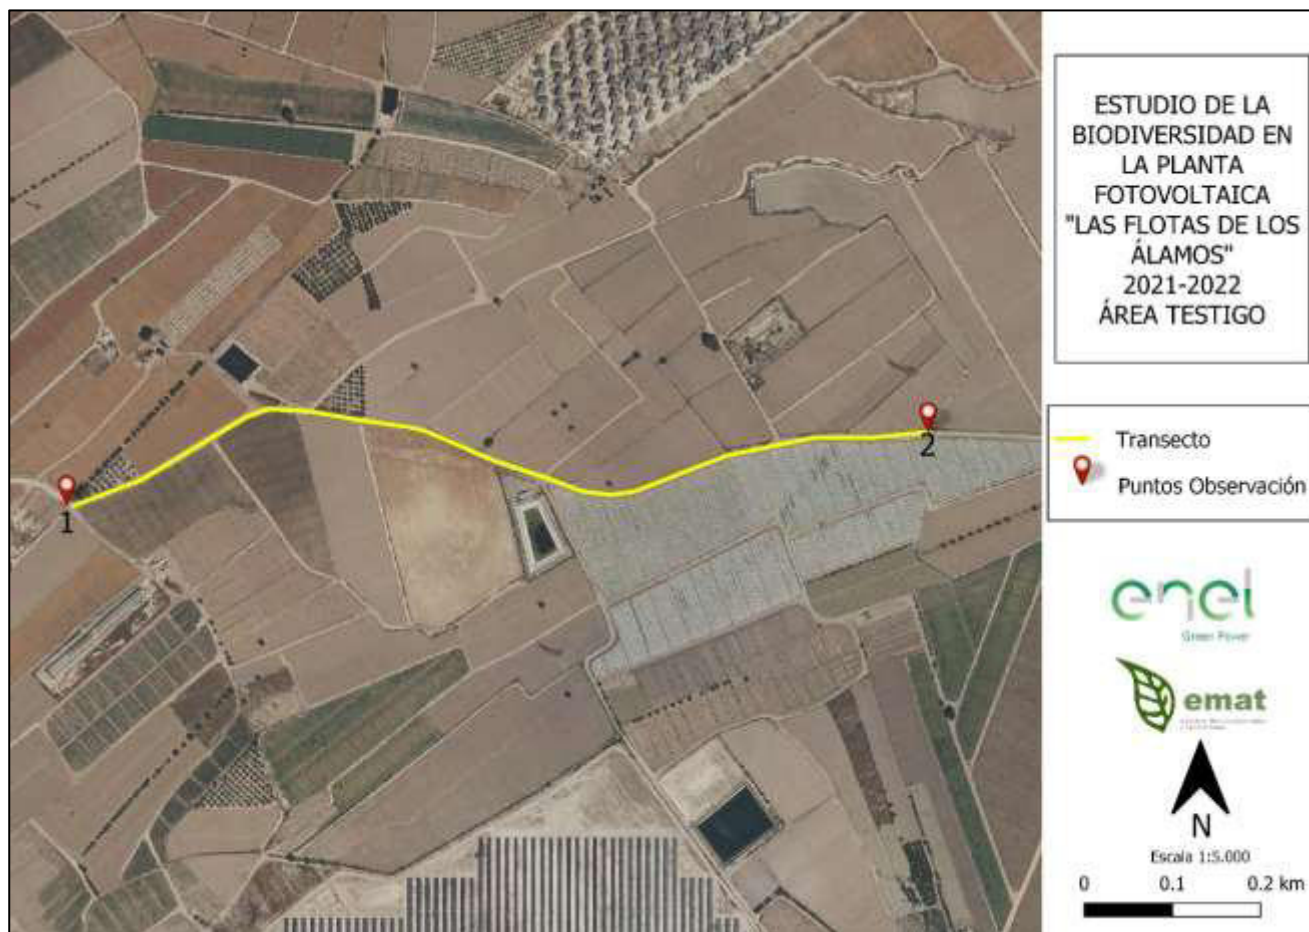 ESTUDIO DE LA
BIODIVERSIDAD EN
LA PLANTA
FOTOVOLTAICA
"LAS FLOTAS DE LOS
ÁLAMOS"
2021-2022
ÁREA TESTIGO
Transecto
Puntos Observación
1
2
enel
Green Power
emat
N
Escala 1:5.000
0 0.1 0.2 km